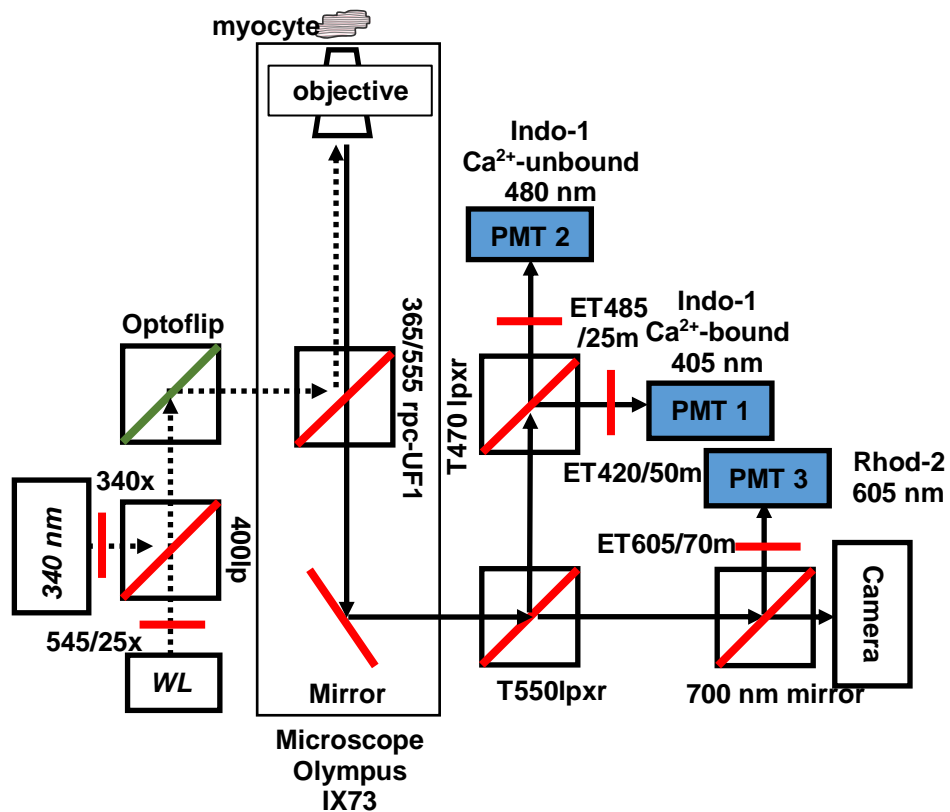 myocyte
objective
Indo-1
Ca²⁺-unbound
480 nm
PMT 2
ET485
/25m
Indo-1
Ca²⁺-bound
405 nm
PMT 1
Optoflip
365/555 rpc-UF1
T470 lpxr
ET420/50m
Rhod-2
605 nm
PMT 3
340x
340 nm
400lp
ET605/70m
Camera
545/25x
WL
Mirror
T550lpxr
700 nm mirror
Microscope
Olympus
IX73